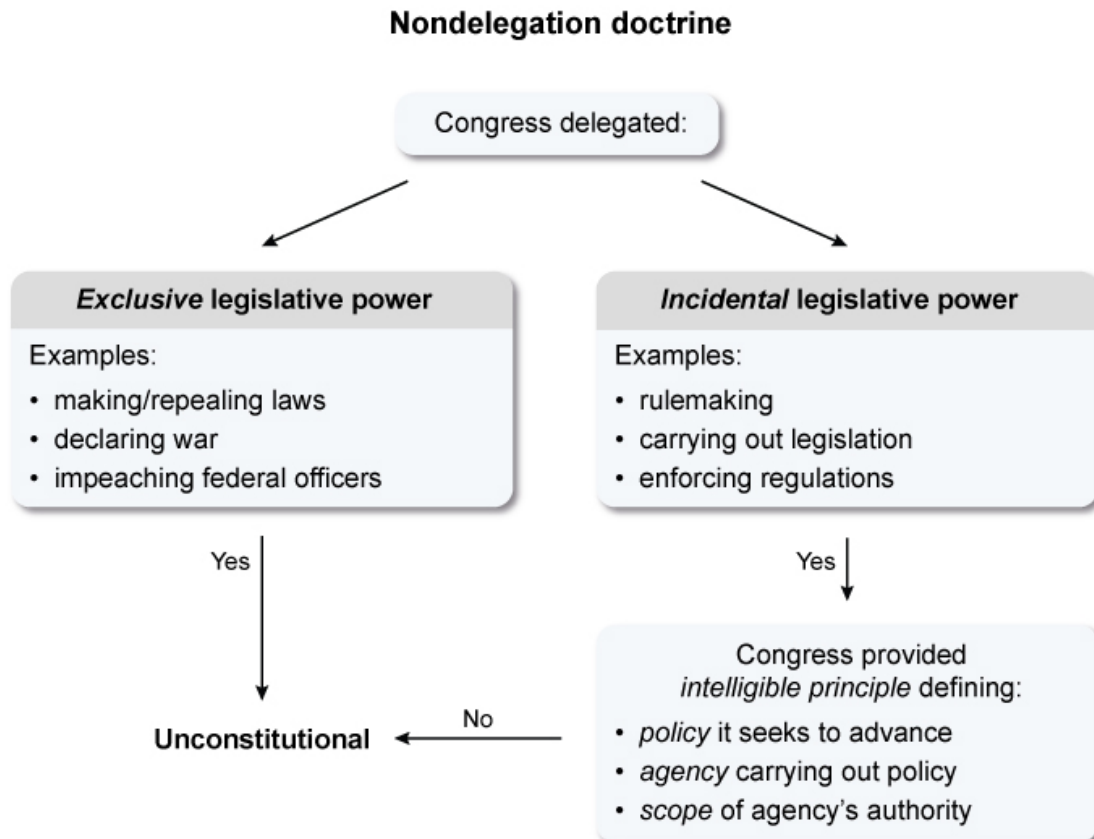 Nondelegation doctrine
Congress delegated:
Exclusive legislative power
Examples:
• making/repealing laws
• declaring war
• impeaching federal officers
Incidental legislative power
Examples:
• rulemaking
• carrying out legislation
• enforcing regulations
Yes
Yes
Congress provided
intelligible principle defining:
• policy it seeks to advance
• agency carrying out policy
• scope of agency's authority
No
Unconstitutional